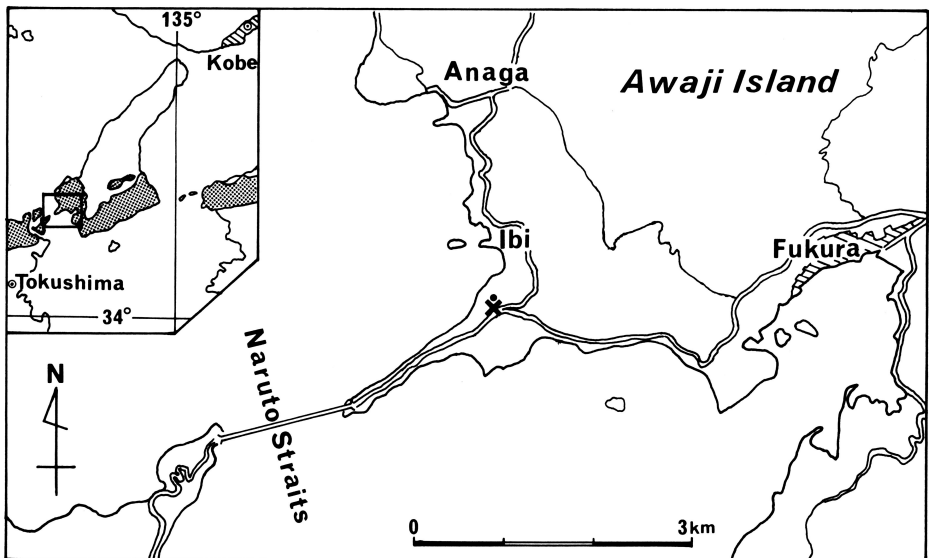 135°
Kobe
Anaga
Awaji Island
Ibi
Fukura
Tokushima
34°
Naruto Straits
N
0 3km